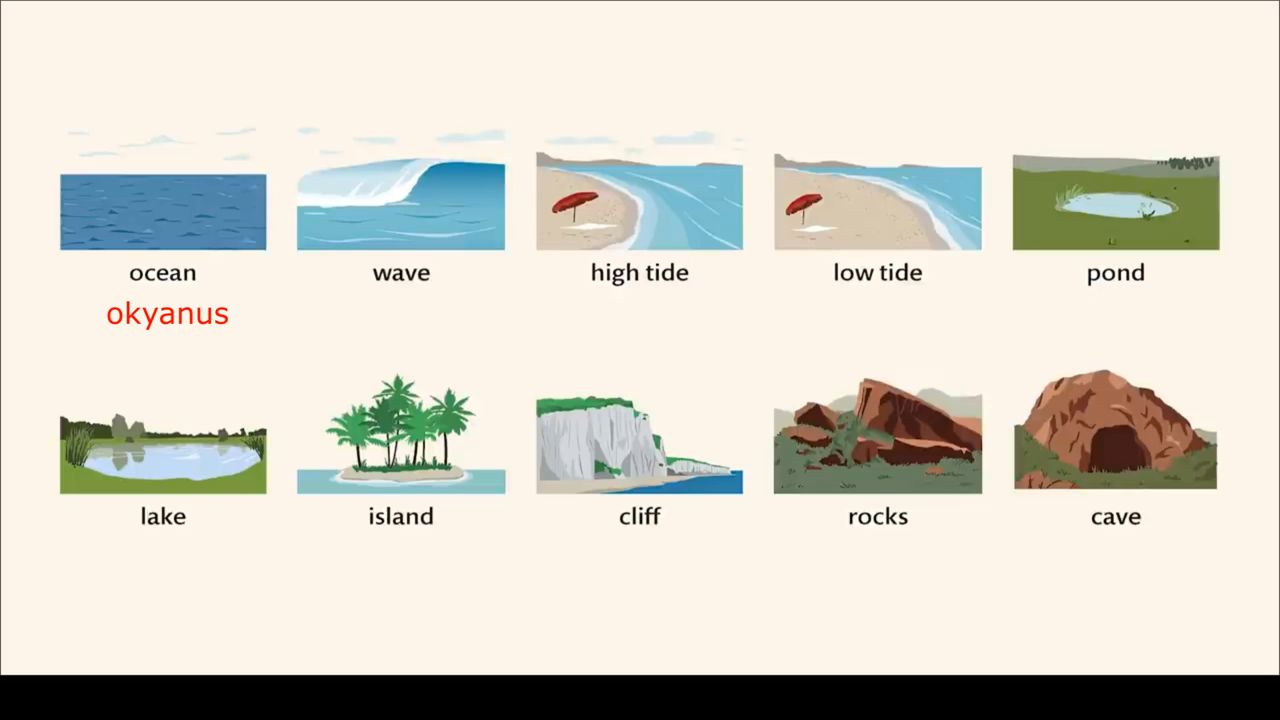 ocean
wave
high tide
low tide
pond
okyanus
lake
island
cliff
rocks
cave